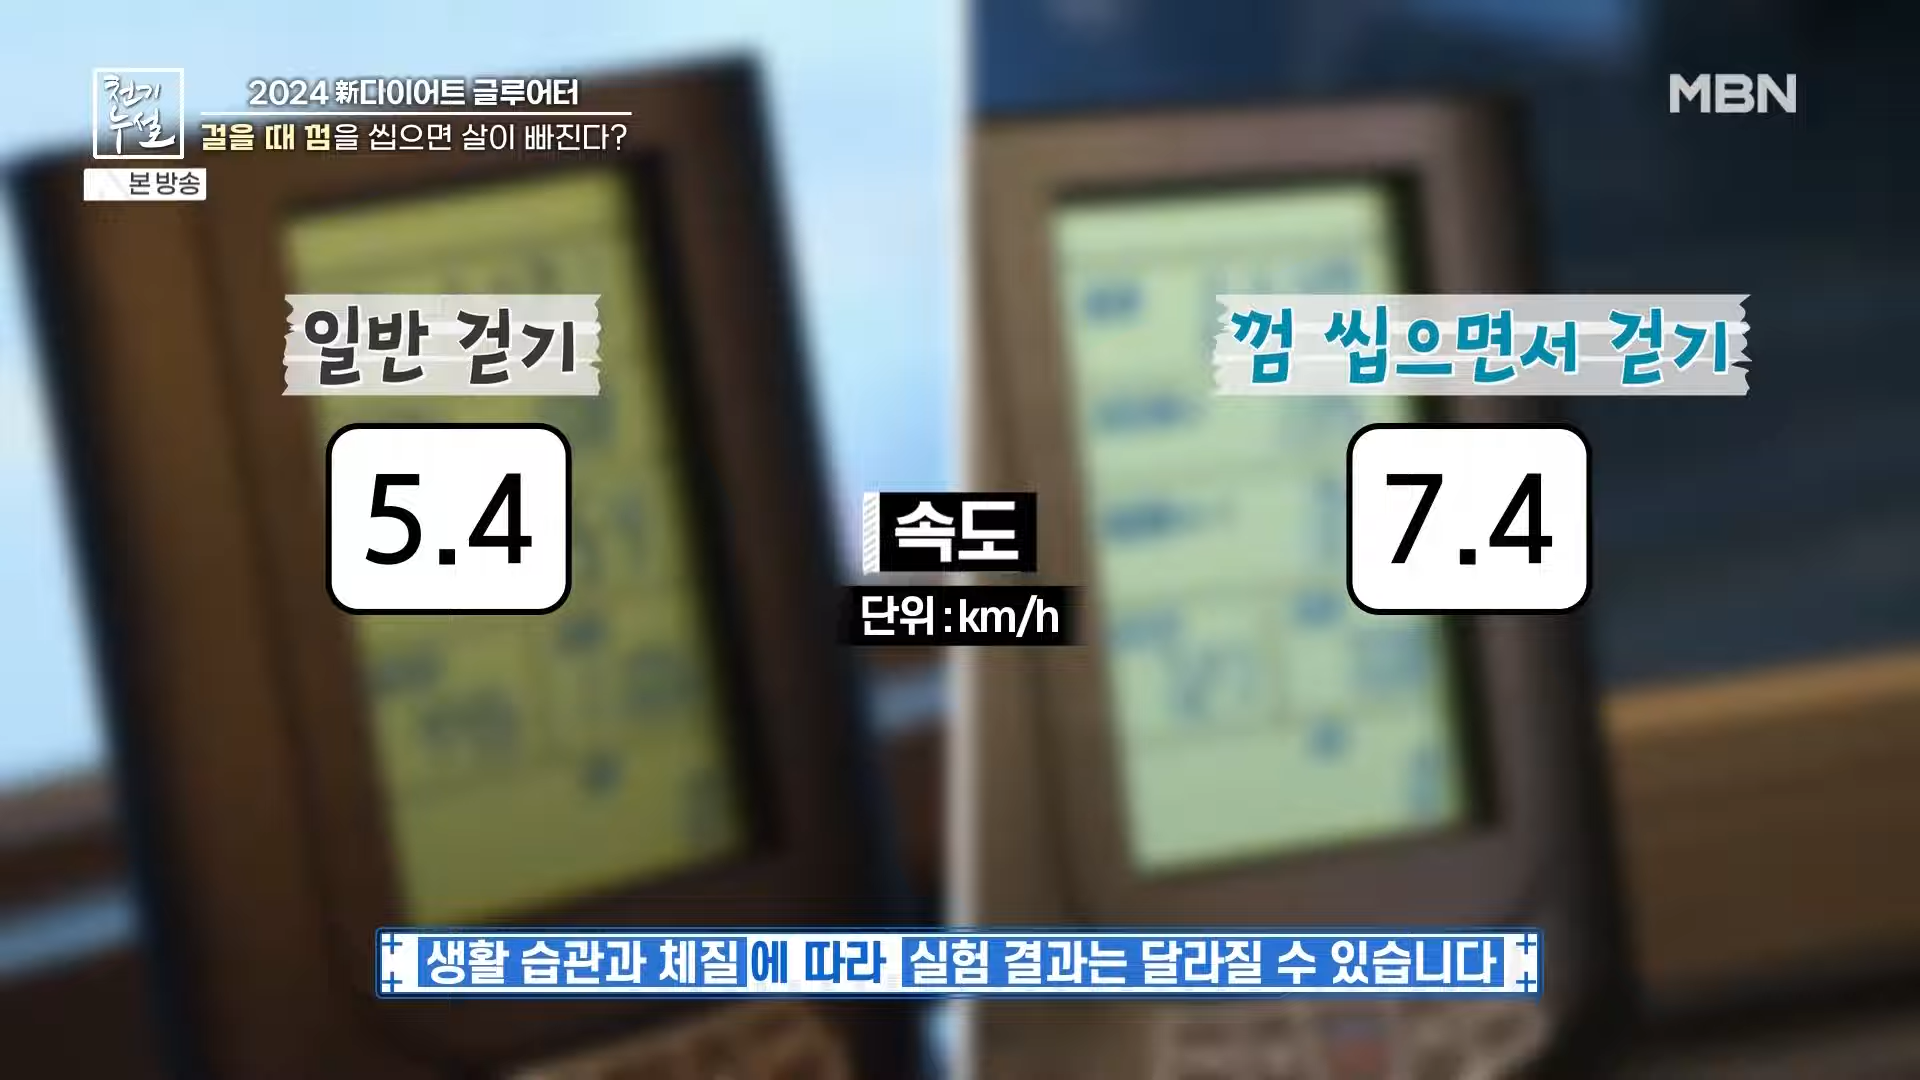 천기누설
2024 新다이어트 글루어터
걸을 때 껌을 씹으면 살이 빠진다?
본 방송
MBN
일반 걷기
껌 씹으면서 걷기
5.4
7.4
속도
단위:km/h
생활 습관과 체질에 따라 실험 결과는 달라질 수 있습니다